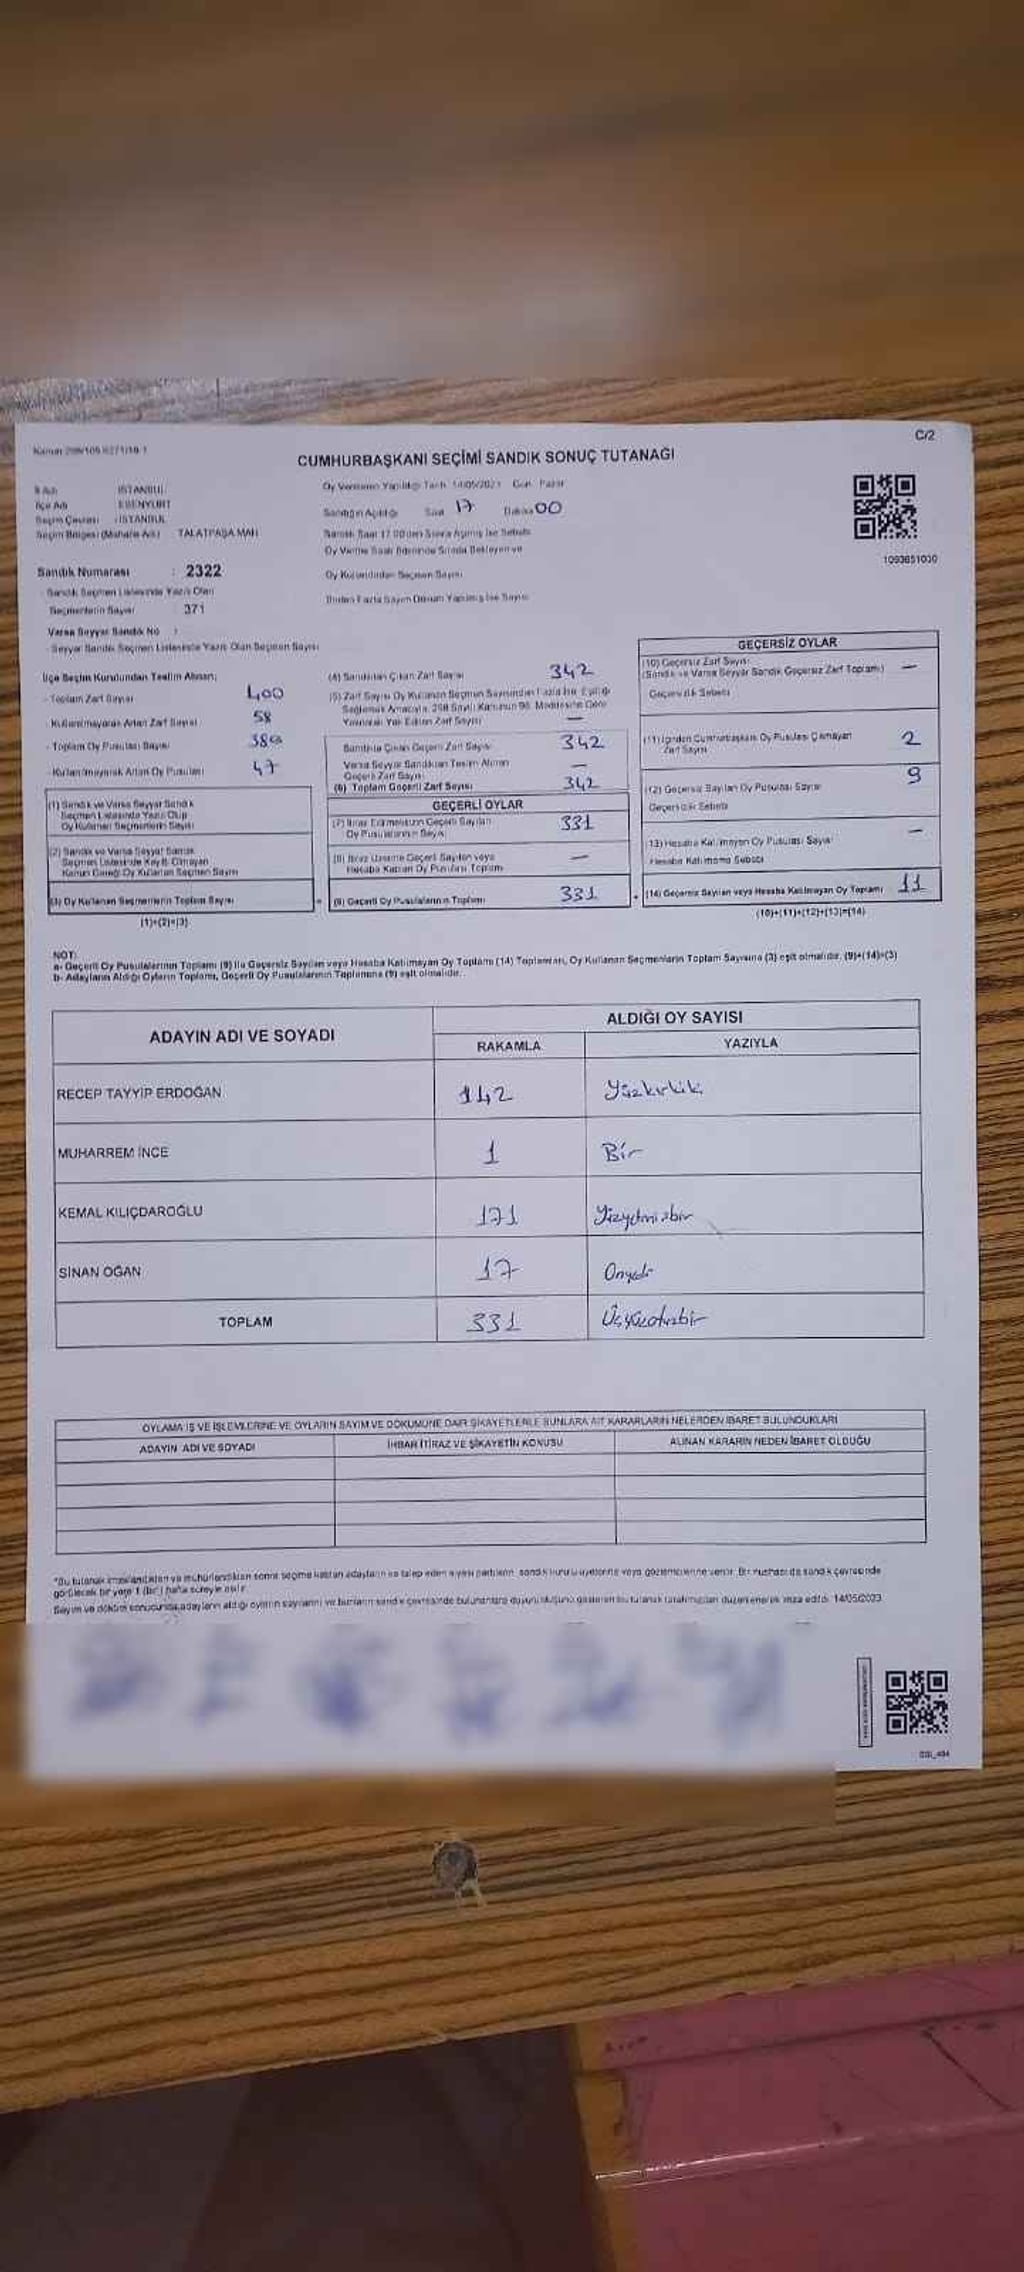 C/2
CUMHURBAŞKANI SEÇİMİ SANDIK SONUÇ TUTANAĞI
İl Adı : İSTANBUL
İlçe Adı : ESENYURT
Seçim Çevresi : İSTANBUL
Seçim Bölgesi (Mahalle Adı) TALATPAŞA MAH.
Sandık Numarası : 2322
Sandık Seçmen Listesinde Yazılı Olan
Seçmenlerin Sayısı 371
Varsa Seyyar Sandık No :
Seyyar Sandık Seçmen Listesinde Yazılı Olan Seçmen Sayısı
Oy Vermenin Yapıldığı Tarih 14/05/2023 Gün Pazar
Sandığın Açıldığı Saat 17 Dakika 00
Sandık Saat 17.00'den Sonra Açılmış İse Sebebi
Oy Verme Saati Bitiminde Sırada Bekleyen ve
Oy Kullandırılan Seçmen Sayısı
Birden Fazla Sayım Döküm Yapılmış İse Sayısı
1093651030
İlçe Seçim Kurulundan Teslim Alınan;
- Toplam Zarf Sayısı 400
- Kullanılmayarak Artan Zarf Sayısı 58
- Toplam Oy Pusulası Sayısı
- Kullanılmayarak Artan Oy Pusulası 47
(1) Sandık ve Varsa Seyyar Sandık
Seçmen Listesinde Yazılı Olup
Oy Kullanan Seçmenlerin Sayısı
(2) Sandık ve Varsa Seyyar Sandık
Seçmen Listesinde Kayıtlı Olmayan
Kanun Gereği Oy Kullanan Seçmen Sayısı
(3) Oy Kullanan Seçmenlerin Toplam Sayısı
(1)+(2)=(3)
(4) Sandıktan Çıkan Zarf Sayısı 342
(5) Zarf Sayısı Oy Kullanan Seçmen Sayısından Fazla İse, Eşitliği
Sağlamak Amacıyla, 298 Sayılı Kanunun 98. Maddesine Göre
Yakılarak Yok Edilen Zarf Sayısı —
Sandıkta Çıkan Geçerli Zarf Sayısı 342
Varsa Seyyar Sandıktan Teslim Alınan
Geçerli Zarf Sayısı —
(6) Toplam Geçerli Zarf Sayısı 342
GEÇERLİ OYLAR
(7) İtiraz Edilmeksizin Geçerli Sayılan
Oy Pusulalarının Sayısı 331
(8) İtiraz Üzerine Geçerli Sayılan veya
Hesaba Katılan Oy Pusulası Toplamı —
(9) Geçerli Oy Pusulalarının Toplamı 331
GEÇERSİZ OYLAR
(10) Geçersiz Zarf Sayısı
(Sandık ve Varsa Seyyar Sandık Geçersiz Zarf Toplamı) —
Geçersizlik Sebebi
(11) İçinden Cumhurbaşkanı Oy Pusulası Çıkmayan
Zarf Sayısı 2
(12) Geçersiz Sayılan Oy Pusulası Sayısı 9
Geçersizlik Sebebi
(13) Hesaba Katılmayan Oy Pusulası Sayısı —
Hesaba Katılmama Sebebi
(14) Geçersiz Sayılan veya Hesaba Katılmayan Oy Toplamı 11
(10)+(11)+(12)+(13)=(14)
NOT:
a- Geçerli Oy Pusulalarının Toplamı (9) ile Geçersiz Sayılan veya Hesaba Katılmayan Oy Toplamı (14) Toplamları, Oy Kullanan Seçmenlerin Toplam Sayısına (3) eşit olmalıdır. (9)+(14)=(3)
b- Adayların Aldığı Oyların Toplamı, Geçerli Oy Pusulalarının Toplamına (9) eşit olmalıdır.
ADAYIN ADI VE SOYADI ALDIĞI OY SAYISI
RAKAMLA YAZIYLA
RECEP TAYYİP ERDOĞAN 142 Yüzkırkik
MUHARREM İNCE 1 Bir
KEMAL KILIÇDAROĞLU 171 Yüzyetmişbir
SİNAN OĞAN 17 Onyedi
TOPLAM 331 Üçyüzotuzbir
OYLAMA İŞ VE İŞLEMLERİNE VE OYLARIN SAYIM VE DÖKÜMÜNE DAİR ŞİKAYETLERLE BUNLARA AİT KARARLARIN NELERDEN İBARET BULUNDUKLARI
ADAYIN ADI VE SOYADI İHBAR İTİRAZ VE ŞİKAYETİN KONUSU ALINAN KARARIN NEDEN İBARET OLDUĞU
*Bu tutanak imzalandıktan ve mühürlendikten sonra seçime katılan adayların ve talep eden siyasi partilerin, sandık kurulu üyelerine veya gözlemcilerine verilir. Bir nüshası da sandık çevresinde
görülecek bir yere 1 (bir) hafta süreyle asılır.
Sayım ve döküm sonucunda adayların aldığı oyların sayılarını ve bunların sandık çevresinde bulunanlara duyurulduğunu gösteren bu tutanak tarafımızdan düzenlenerek imza edildi. 14/05/2023